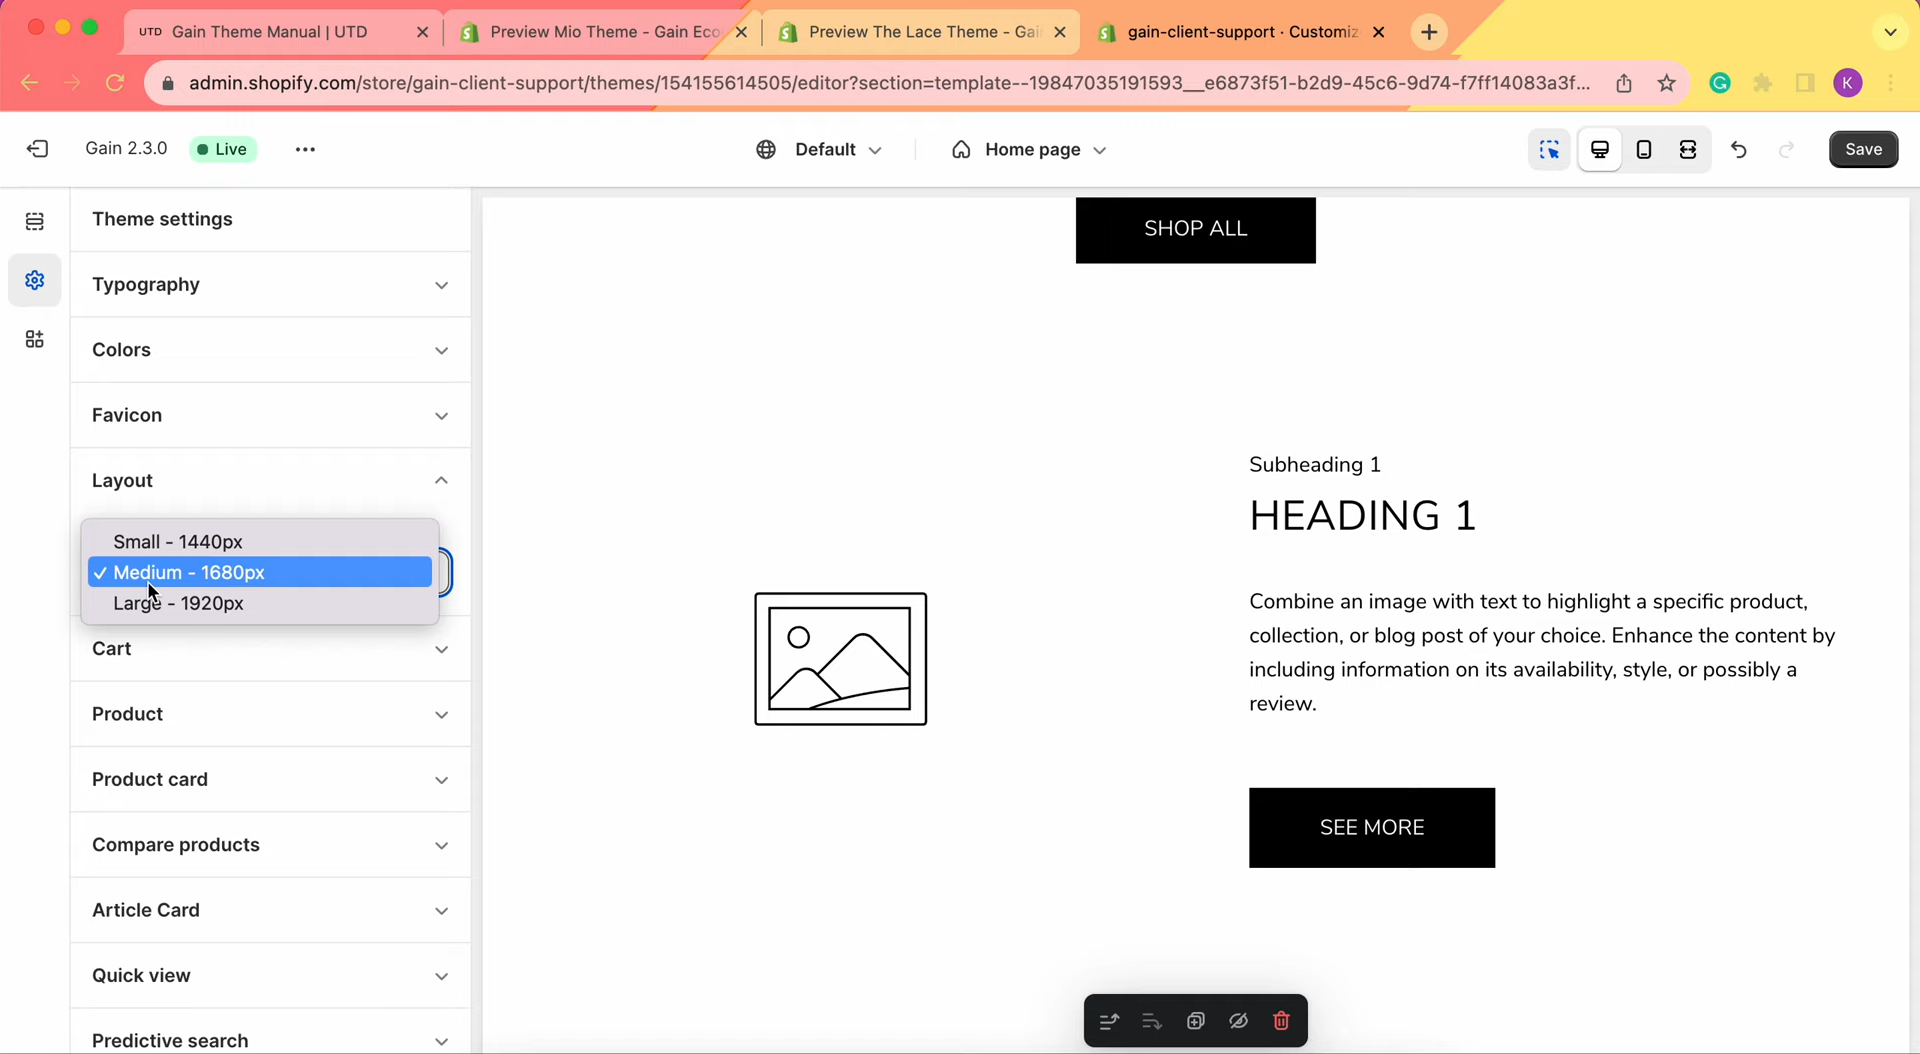 UTD Gain Theme Manual | UTD
Preview Mio Theme - Gain Eco
Preview The Lace Theme - Gai
gain-client-support · Customiz
admin.shopify.com/store/gain-client-support/themes/154155614505/editor?section=template--19847035191593__e6873f51-b2d9-45c6-9d74-f7ff14083a3f...
K
Gain 2.3.0
Live
Default
Home page
Save
Theme settings
Typography
Colors
Favicon
Layout
Small - 1440px
Medium - 1680px
Large - 1920px
Cart
Product
Product card
Compare products
Article Card
Quick view
Predictive search
SHOP ALL
Subheading 1
HEADING 1
Combine an image with text to highlight a specific product,
collection, or blog post of your choice. Enhance the content by
including information on its availability, style, or possibly a
review.
SEE MORE